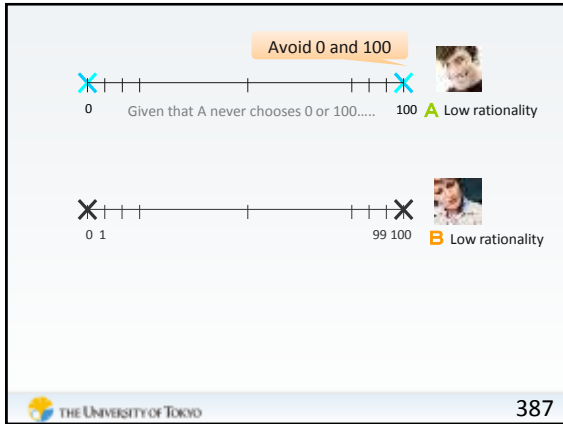 Avoid 0 and 100
0 Given that A never chooses 0 or 100..... 100 A Low rationality
0 1 99 100 B Low rationality
THE UNIVERSITY OF TOKYO 387